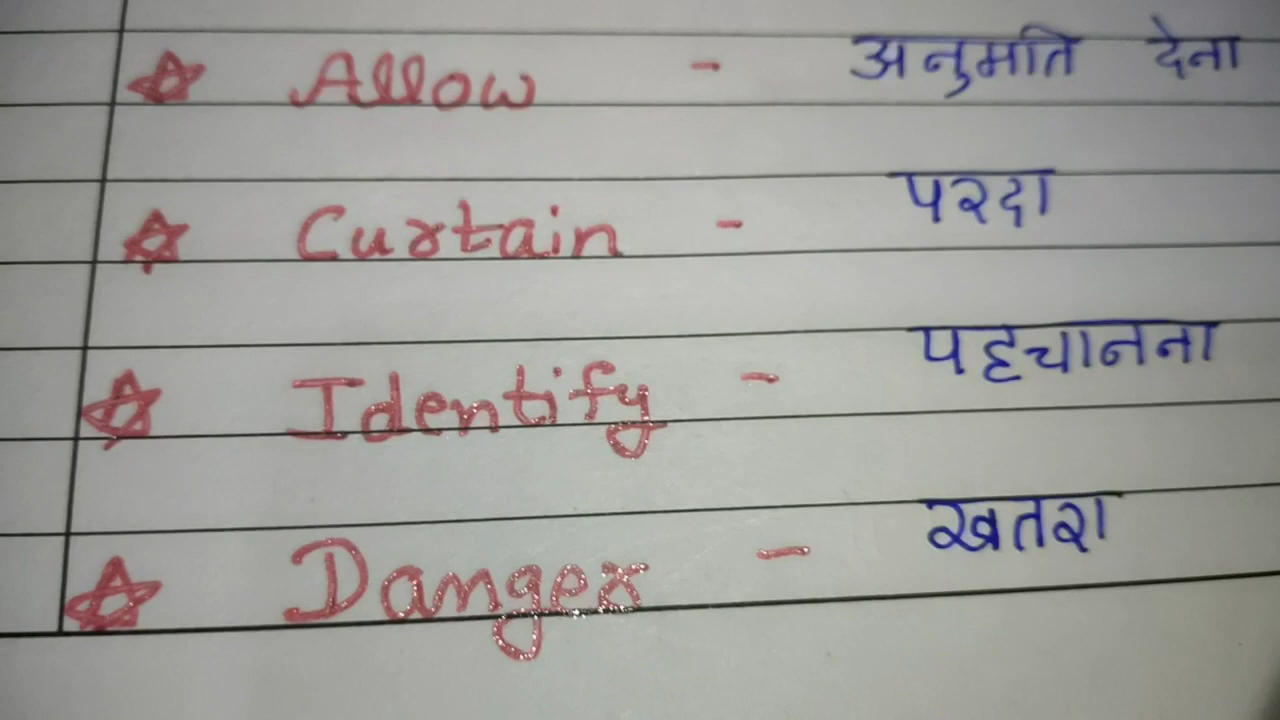 ☆ Allow - अनुमति देना
☆ Curtain - परदा
☆ Identify - पहचानना
☆ Danger - खतरा